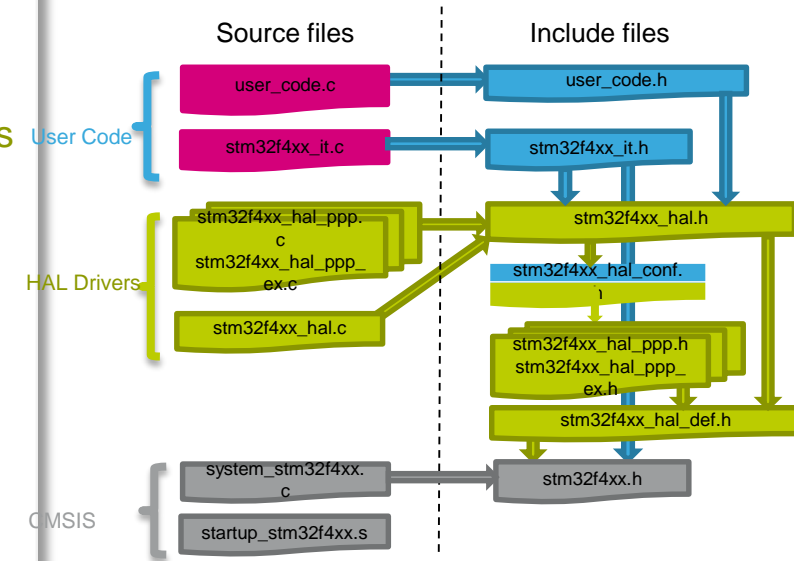 Source files
Include files
user_code.c
user_code.h
s
User Code
stm32f4xx_it.c
stm32f4xx_it.h
stm32f4xx_hal_ppp.
c
stm32f4xx_hal_ppp_
ex.c
stm32f4xx_hal.h
HAL Drivers
stm32f4xx_hal_conf.
h
stm32f4xx_hal.c
stm32f4xx_hal_ppp.h
stm32f4xx_hal_ppp_
ex.h
stm32f4xx_hal_def.h
system_stm32f4xx.
c
stm32f4xx.h
CMSIS
startup_stm32f4xx.s